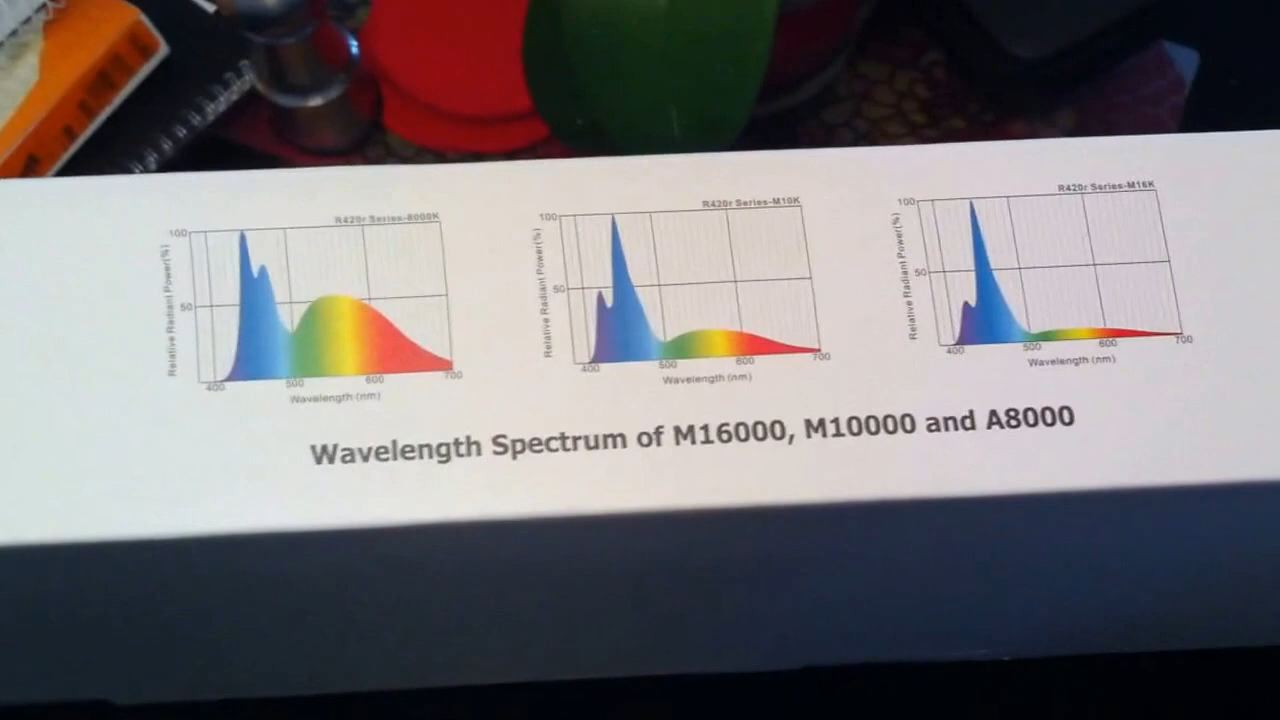 R420r Series-8000K
100
50
Relative Radiant Power(%)
400 500 600 700
Wavelength (nm)
R420r Series-M10K
100
50
Relative Radiant Power(%)
400 500 600 700
Wavelength (nm)
R420r Series-M16K
100
50
Relative Radiant Power(%)
400 500 600 700
Wavelength (nm)
Wavelength Spectrum of M16000, M10000 and A8000